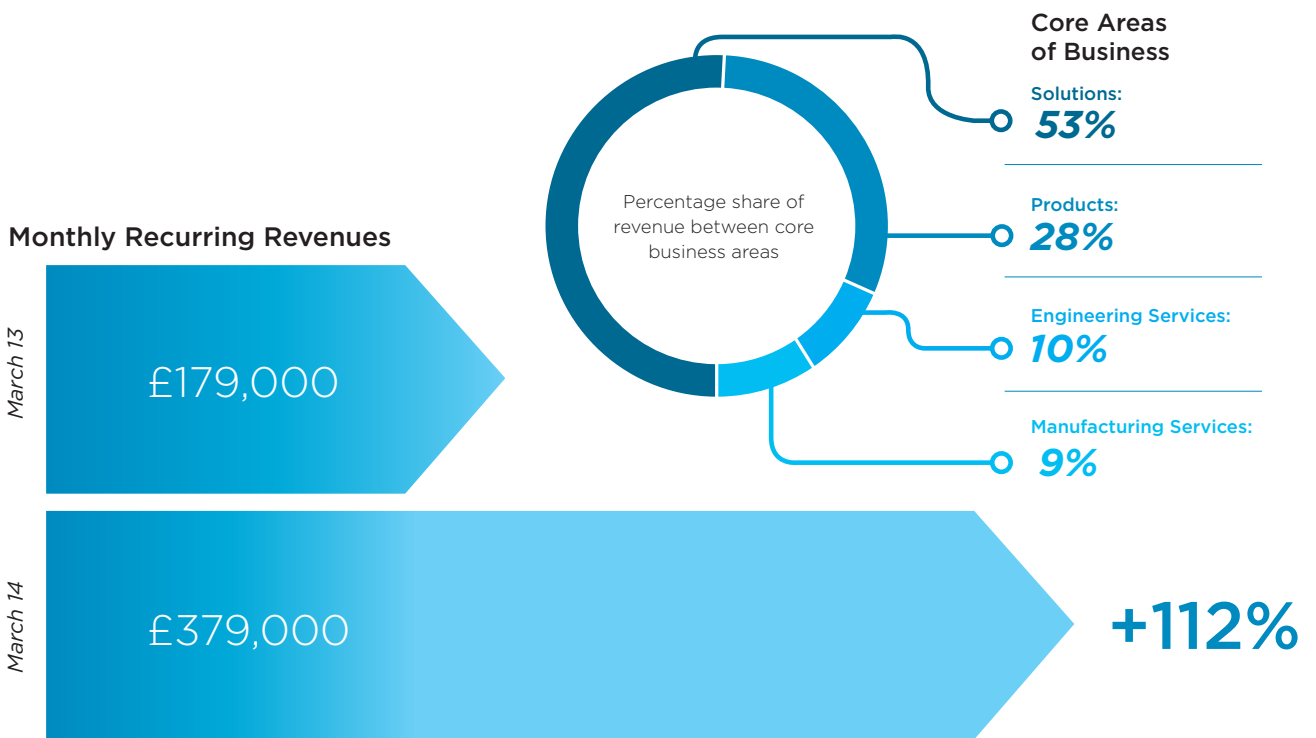 Core Areas
of Business
Solutions:
53%
Products:
28%
Engineering Services:
10%
Manufacturing Services:
9%
Percentage share of
revenue between core
business areas
Monthly Recurring Revenues
March 13
£179,000
March 14
£379,000
+112%